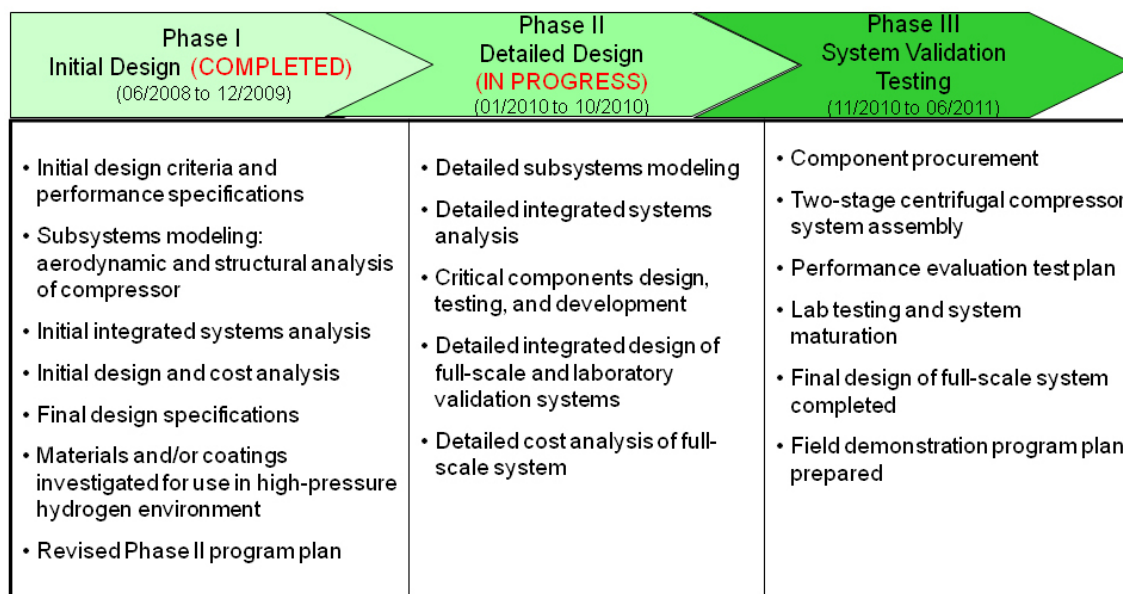 Phase I
Initial Design (COMPLETED)
(06/2008 to 12/2009)
Phase II
Detailed Design
(IN PROGRESS)
(01/2010 to 10/2010)
Phase III
System Validation
Testing
(11/2010 to 06/2011)
• Initial design criteria and
performance specifications
• Subsystems modeling:
aerodynamic and structural analysis
of compressor
• Initial integrated systems analysis
• Initial design and cost analysis
• Final design specifications
• Materials and/or coatings
investigated for use in high-pressure
hydrogen environment
• Revised Phase II program plan
• Detailed subsystems modeling
• Detailed integrated systems
analysis
• Critical components design,
testing, and development
• Detailed integrated design of
full-scale and laboratory
validation systems
• Detailed cost analysis of full-
scale system
• Component procurement
• Two-stage centrifugal compressor
system assembly
• Performance evaluation test plan
• Lab testing and system
maturation
• Final design of full-scale system
completed
• Field demonstration program plan
prepared